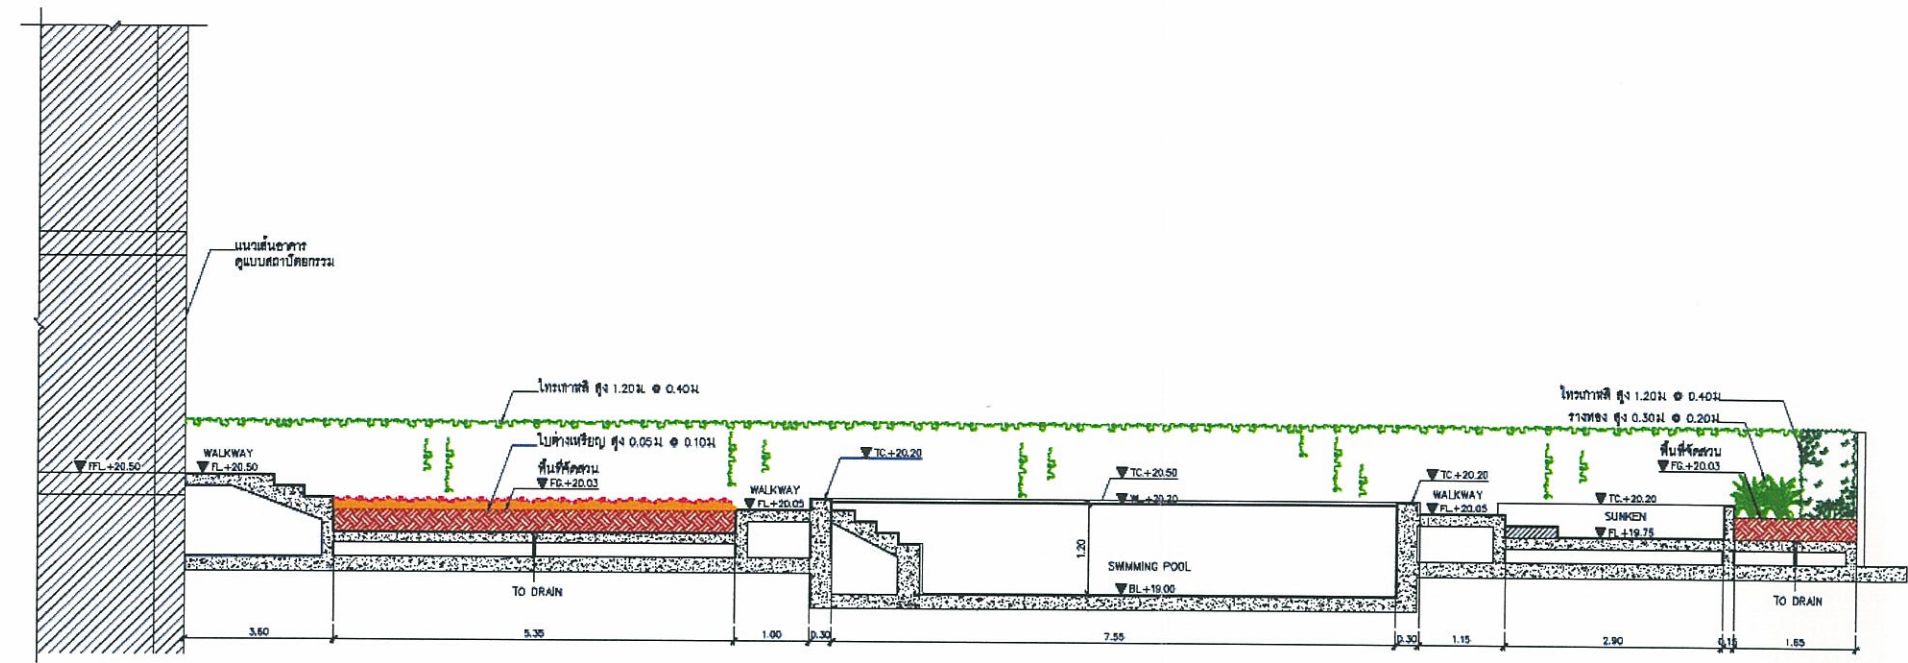 แนวเส้นอาคาร
ดูแบบสถาปัตยกรรม
ไทรเกาหลี สูง 1.20ม. @ 0.40ม
ไทรเกาหลี สูง 1.20ม @ 0.40ม
รางทอง สูง 0.30ม @ 0.20ม
ใบต่างเหรียญ สูง 0.05ม @ 0.10ม
พื้นที่จัดสวน
FG.+20.03
พื้นที่จัดสวน
FG.+20.03
FFL.+20.50
WALKWAY
FL.+20.50
TC.+20.20
TC.+20.50
WL.+20.20
TC.+20.20
WALKWAY
FL.+20.05
WALKWAY
FL.+20.05
TC.+20.20
SUNKEN
FL.+19.75
1.20
SWIMMING POOL
BL.+19.00
TO DRAIN
TO DRAIN
3.60 5.35 1.00 0.30 7.55 0.30 1.15 2.90 0.15 1.65